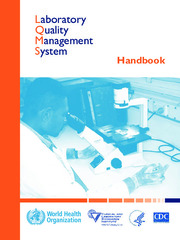 Laboratory
Quality
Management
System
Handbook
World Health
Organization
CDC